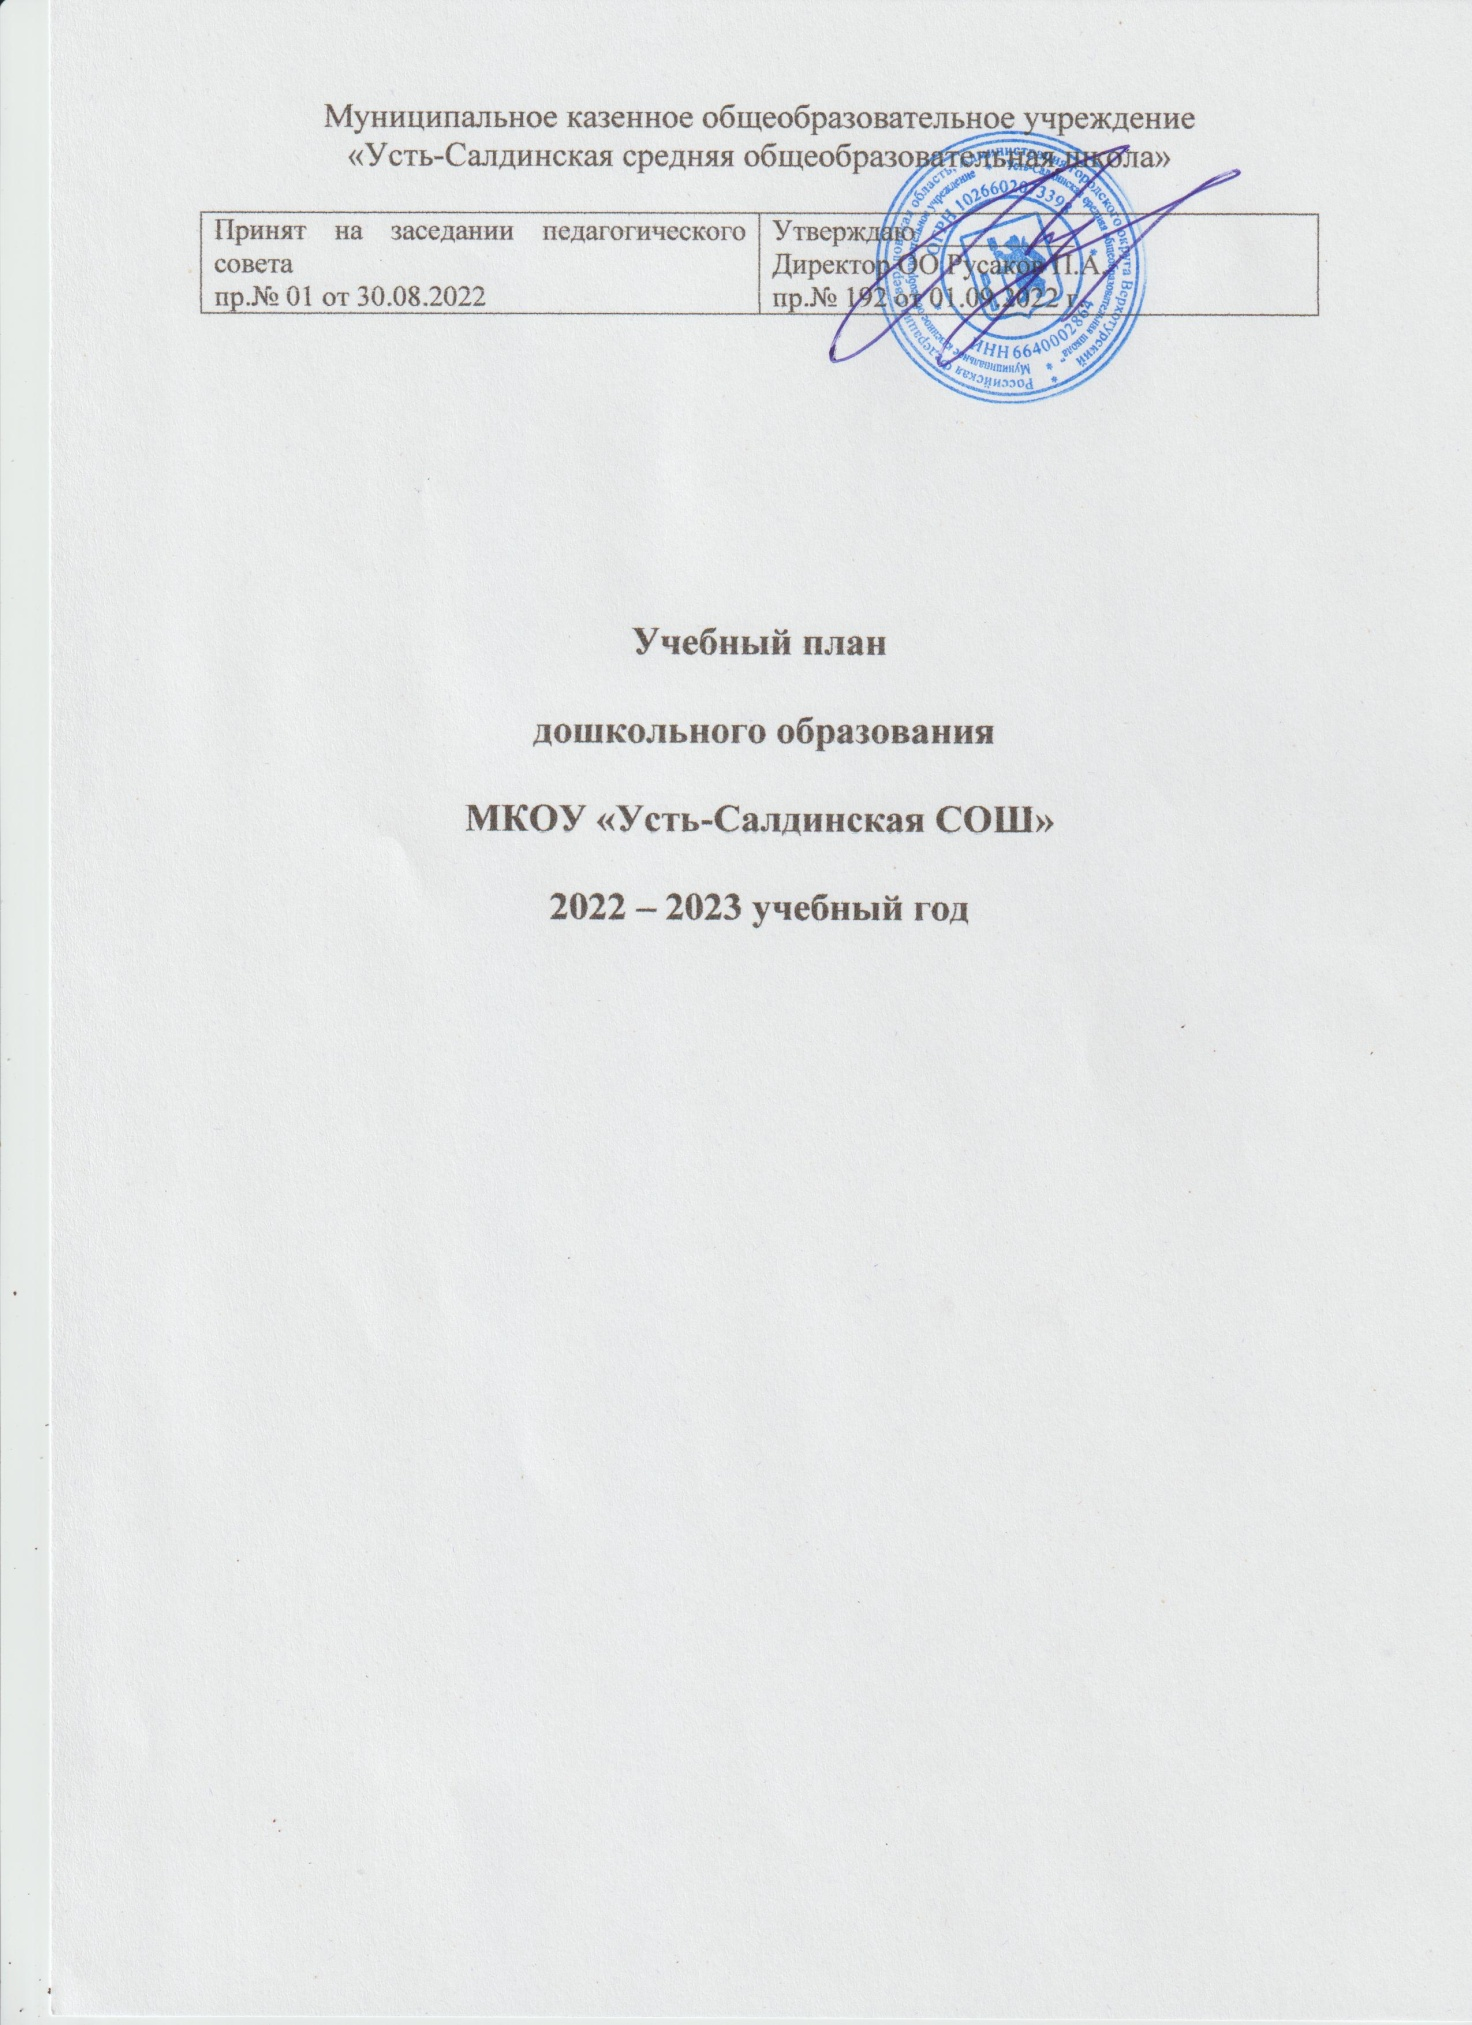 Муниципальное казенное общеобразовательное учреждение
«Усть-Салдинская средняя общеобразовательная школа»
Принят на заседании педагогического
совета
пр.№ 01 от 30.08.2022
Утверждаю
Директор ОО Русаков П.А.
пр.№ 192 от 01.09.2022 г.
ИНН 6640002864
Учебный план
дошкольного образования
МКОУ «Усть-Салдинская СОШ»
2022 – 2023 учебный год